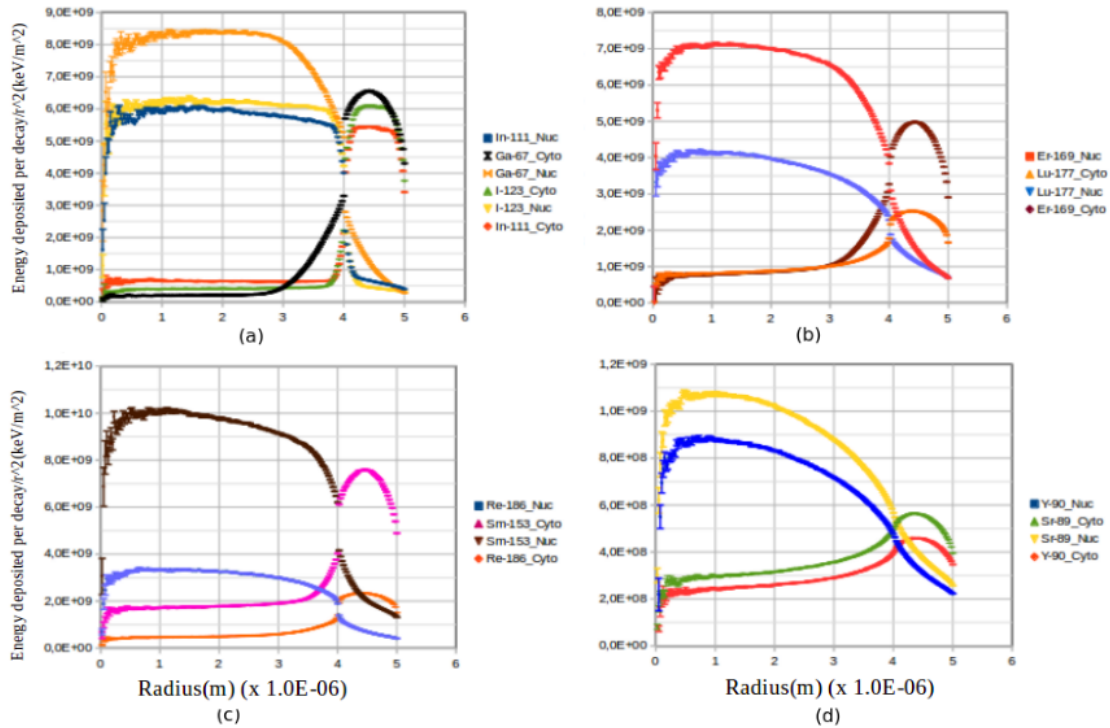 Energy deposited per decay/r^2(keV/m^2)
9,0E+09
8,0E+09
7,0E+09
6,0E+09
5,0E+09
4,0E+09
3,0E+09
2,0E+09
1,0E+09
0,0E+00
0 1 2 3 4 5 6
In-111_Nuc
Ga-67_Cyto
Ga-67_Nuc
I-123_Cyto
I-123_Nuc
In-111_Cyto
(a)
8,0E+09
7,0E+09
6,0E+09
5,0E+09
4,0E+09
3,0E+09
2,0E+09
1,0E+09
0,0E+00
0 1 2 3 4 5 6
Er-169_Nuc
Lu-177_Cyto
Lu-177_Nuc
Er-169_Cyto
(b)
Energy deposited per decay/r^2(keV/m^2)
1,2E+10
1,0E+10
8,0E+09
6,0E+09
4,0E+09
2,0E+09
0,0E+00
0 1 2 3 4 5 6
Re-186_Nuc
Sm-153_Cyto
Sm-153_Nuc
Re-186_Cyto
Radius(m) (x 1.0E-06)
(c)
1,2E+09
1,0E+09
8,0E+08
6,0E+08
4,0E+08
2,0E+08
0,0E+00
0 1 2 3 4 5 6
Y-90_Nuc
Sr-89_Cyto
Sr-89_Nuc
Y-90_Cyto
Radius(m) (x 1.0E-06)
(d)